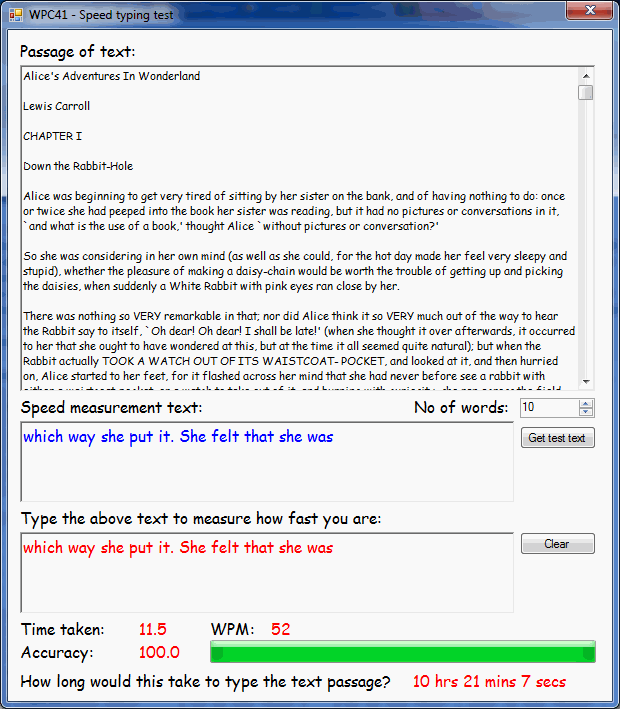 WPC41 - Speed typing test
Passage of text:
Alice's Adventures In Wonderland
Lewis Carroll
CHAPTER I
Down the Rabbit-Hole
Alice was beginning to get very tired of sitting by her sister on the bank, and of having nothing to do: once
or twice she had peeped into the book her sister was reading, but it had no pictures or conversations in it,
`and what is the use of a book,' thought Alice `without pictures or conversation?'
So she was considering in her own mind (as well as she could, for the hot day made her feel very sleepy and
stupid), whether the pleasure of making a daisy-chain would be worth the trouble of getting up and picking
the daisies, when suddenly a White Rabbit with pink eyes ran close by her.
There was nothing so VERY remarkable in that; nor did Alice think it so VERY much out of the way to hear
the Rabbit say to itself, `Oh dear! Oh dear! I shall be late!' (when she thought it over afterwards, it occurred
to her that she ought to have wondered at this, but at the time it all seemed quite natural); but when the
Rabbit actually TOOK A WATCH OUT OF ITS WAISTCOAT- POCKET, and looked at it, and then hurried
on, Alice started to her feet, for it flashed across her mind that she had never before see a rabbit with
Speed measurement text: No of words: 10
which way she put it. She felt that she was
Get test text
Type the above text to measure how fast you are:
which way she put it. She felt that she was
Clear
Time taken: 11.5 WPM: 52
Accuracy: 100.0
How long would this take to type the text passage? 10 hrs 21 mins 7 secs